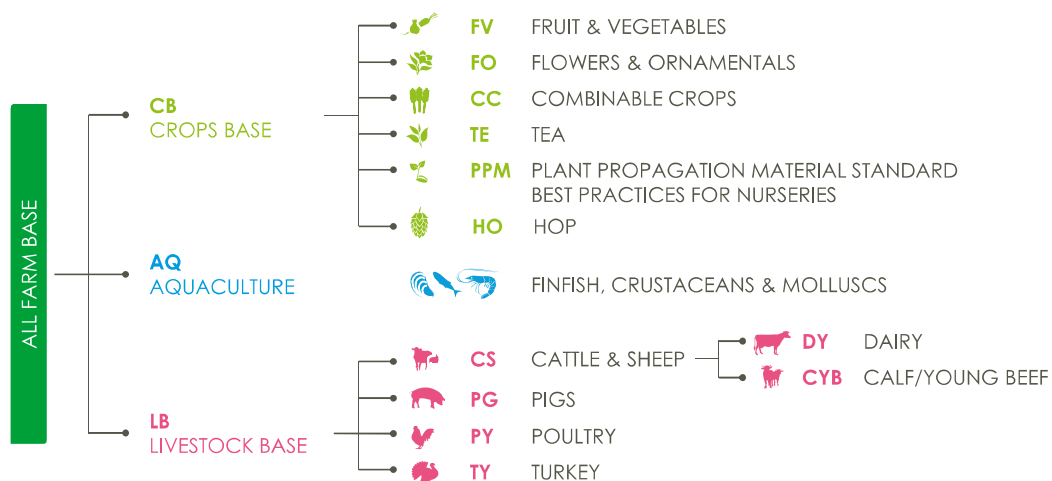 ALL FARM BASE
CB
CROPS BASE
FV FRUIT & VEGETABLES
FO FLOWERS & ORNAMENTALS
CC COMBINABLE CROPS
TE TEA
PPM PLANT PROPAGATION MATERIAL STANDARD
BEST PRACTICES FOR NURSERIES
HO HOP
AQ
AQUACULTURE
FINFISH, CRUSTACEANS & MOLLUSCS
LB
LIVESTOCK BASE
CS CATTLE & SHEEP
DY DAIRY
CYB CALF/YOUNG BEEF
PG PIGS
PY POULTRY
TY TURKEY